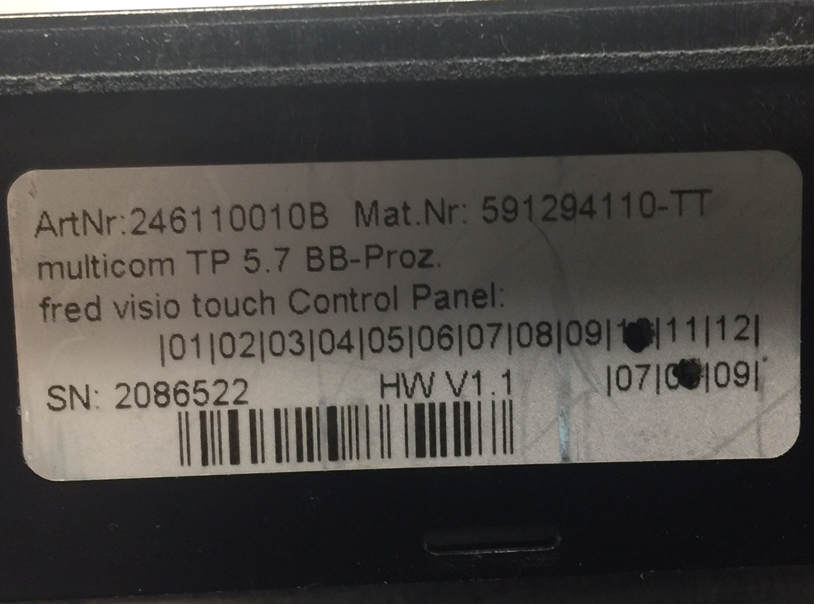 ArtNr:246110010B Mat.Nr: 591294110-TT
multicom TP 5.7 BB-Proz.
fred visio touch Control Panel:
|01|02|03|04|05|06|07|08|09| |11|12|
|07| |09|
SN: 2086522 HW V1.1